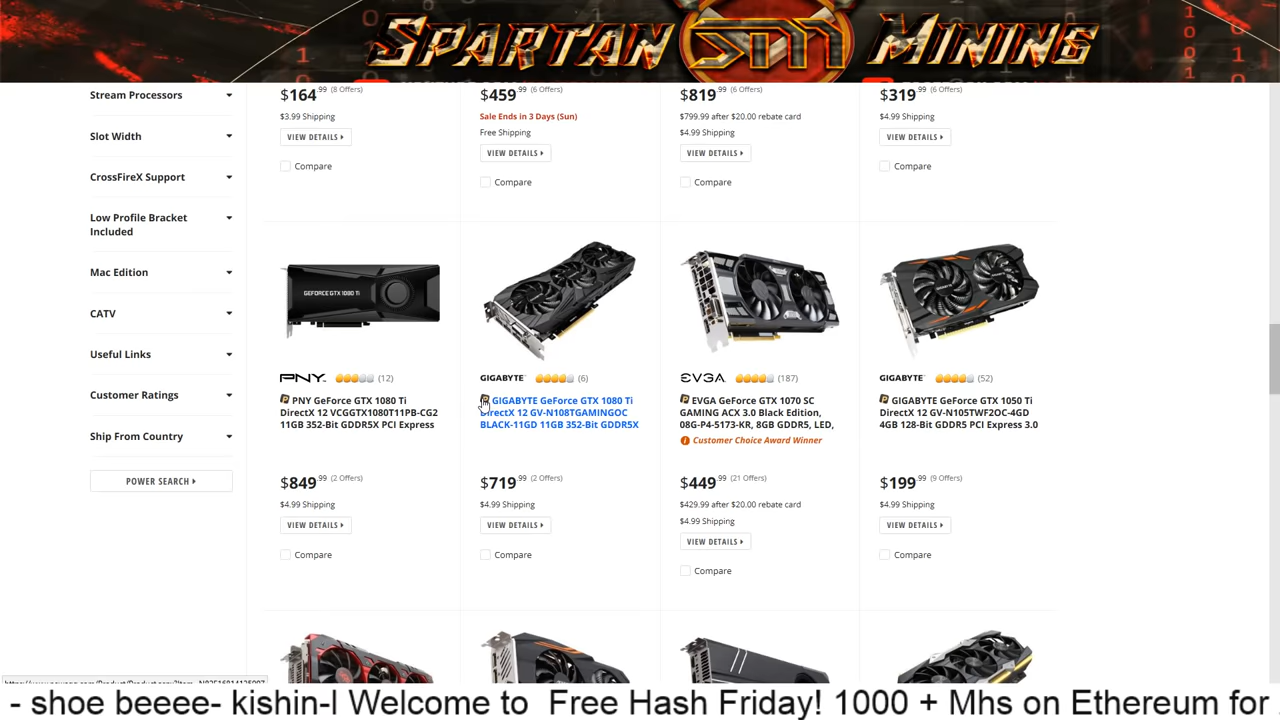 SPARTAN SM MINING
Stream Processors
Slot Width
CrossFireX Support
Low Profile Bracket
Included
Mac Edition
CATV
Useful Links
Customer Ratings
Ship From Country
POWER SEARCH
$164.99 (8 Offers)
$3.99 Shipping
VIEW DETAILS
Compare
$459.99 (6 Offers)
Sale Ends in 3 Days (Sun)
Free Shipping
VIEW DETAILS
Compare
$819.99 (6 Offers)
$799.99 after $20.00 rebate card
$4.99 Shipping
VIEW DETAILS
Compare
$319.99 (6 Offers)
$4.99 Shipping
VIEW DETAILS
Compare
GEFORCE GTX 1080 Ti
PNY (12)
PNY GeForce GTX 1080 Ti
DirectX 12 VCGGTX1080T11PB-CG2
11GB 352-Bit GDDR5X PCI Express
$849.99 (2 Offers)
$4.99 Shipping
VIEW DETAILS
Compare
GIGABYTE (6)
GIGABYTE GeForce GTX 1080 Ti
DirectX 12 GV-N108TGAMINGOC
BLACK-11GD 11GB 352-Bit GDDR5X
$719.99 (2 Offers)
$4.99 Shipping
VIEW DETAILS
Compare
EVGA (187)
EVGA GeForce GTX 1070 SC
GAMING ACX 3.0 Black Edition,
08G-P4-5173-KR, 8GB GDDR5, LED,
Customer Choice Award Winner
$449.99 (21 Offers)
$429.99 after $20.00 rebate card
$4.99 Shipping
VIEW DETAILS
Compare
GIGABYTE (52)
GIGABYTE GeForce GTX 1050 Ti
DirectX 12 GV-N105TWF2OC-4GD
4GB 128-Bit GDDR5 PCI Express 3.0
$199.99 (9 Offers)
$4.99 Shipping
VIEW DETAILS
Compare
- shoe beeee- kishin-l Welcome to Free Hash Friday! 1000 + Mhs on Ethereum for